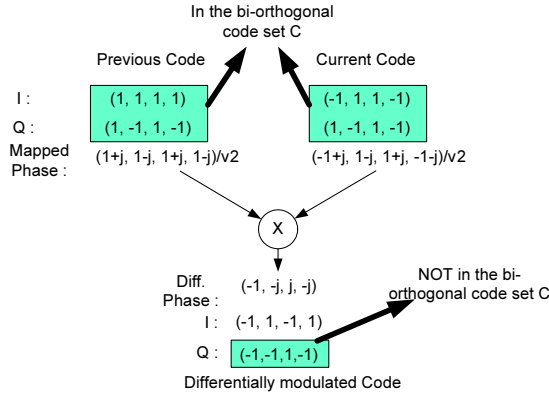 In the bi-orthogonal
code set C
Previous Code
Current Code
I : (1, 1, 1, 1) (-1, 1, 1, -1)
Q : (1, -1, 1, -1) (1, -1, 1, -1)
Mapped
Phase : (1+j, 1-j, 1+j, 1-j)/v2 (-1+j, 1-j, 1+j, -1-j)/v2
X
Diff.
Phase : (-1, -j, j, -j)
NOT in the bi-
orthogonal code set C
I : (-1, 1, -1, 1)
Q : (-1,-1,1,-1)
Differentially modulated Code